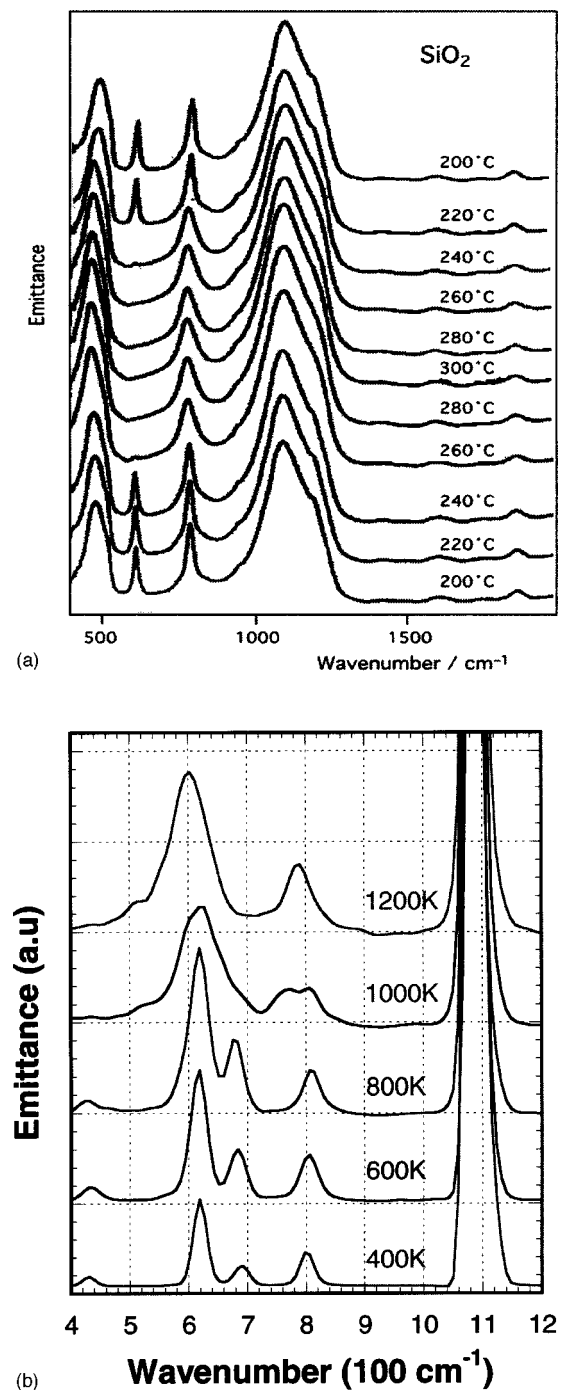 SiO₂
200°C
220°C
240°C
260°C
280°C
300°C
280°C
260°C
240°C
220°C
200°C
Emittance
500 1000 1500
Wavenumber / cm⁻¹
(a)
1200K
1000K
800K
600K
400K
Emittance (a.u)
4 5 6 7 8 9 10 11 12
Wavenumber (100 cm⁻¹)
(b)